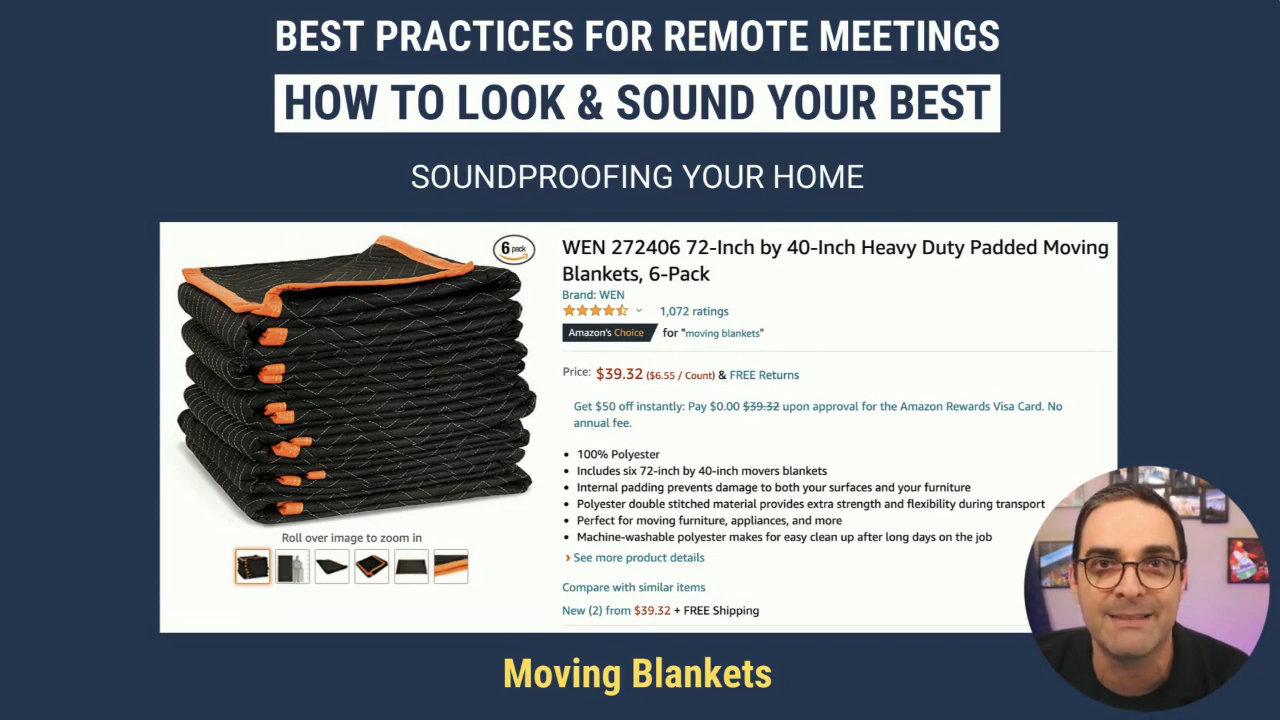 BEST PRACTICES FOR REMOTE MEETINGS
HOW TO LOOK & SOUND YOUR BEST
SOUNDPROOFING YOUR HOME
6 pack
WEN 272406 72-Inch by 40-Inch Heavy Duty Padded Moving
Blankets, 6-Pack
Brand: WEN
1,072 ratings
Amazon's Choice for "moving blankets"
Price: $39.32 ($6.55 / Count) & FREE Returns
Get $50 off instantly: Pay $0.00 $39.32 upon approval for the Amazon Rewards Visa Card. No
annual fee.
• 100% Polyester
• Includes six 72-inch by 40-inch movers blankets
• Internal padding prevents damage to both your surfaces and your furniture
• Polyester double stitched material provides extra strength and flexibility during transport
• Perfect for moving furniture, appliances, and more
• Machine-washable polyester makes for easy clean up after long days on the job
Roll over image to zoom in
› See more product details
Compare with similar items
New (2) from $39.32 + FREE Shipping
Moving Blankets